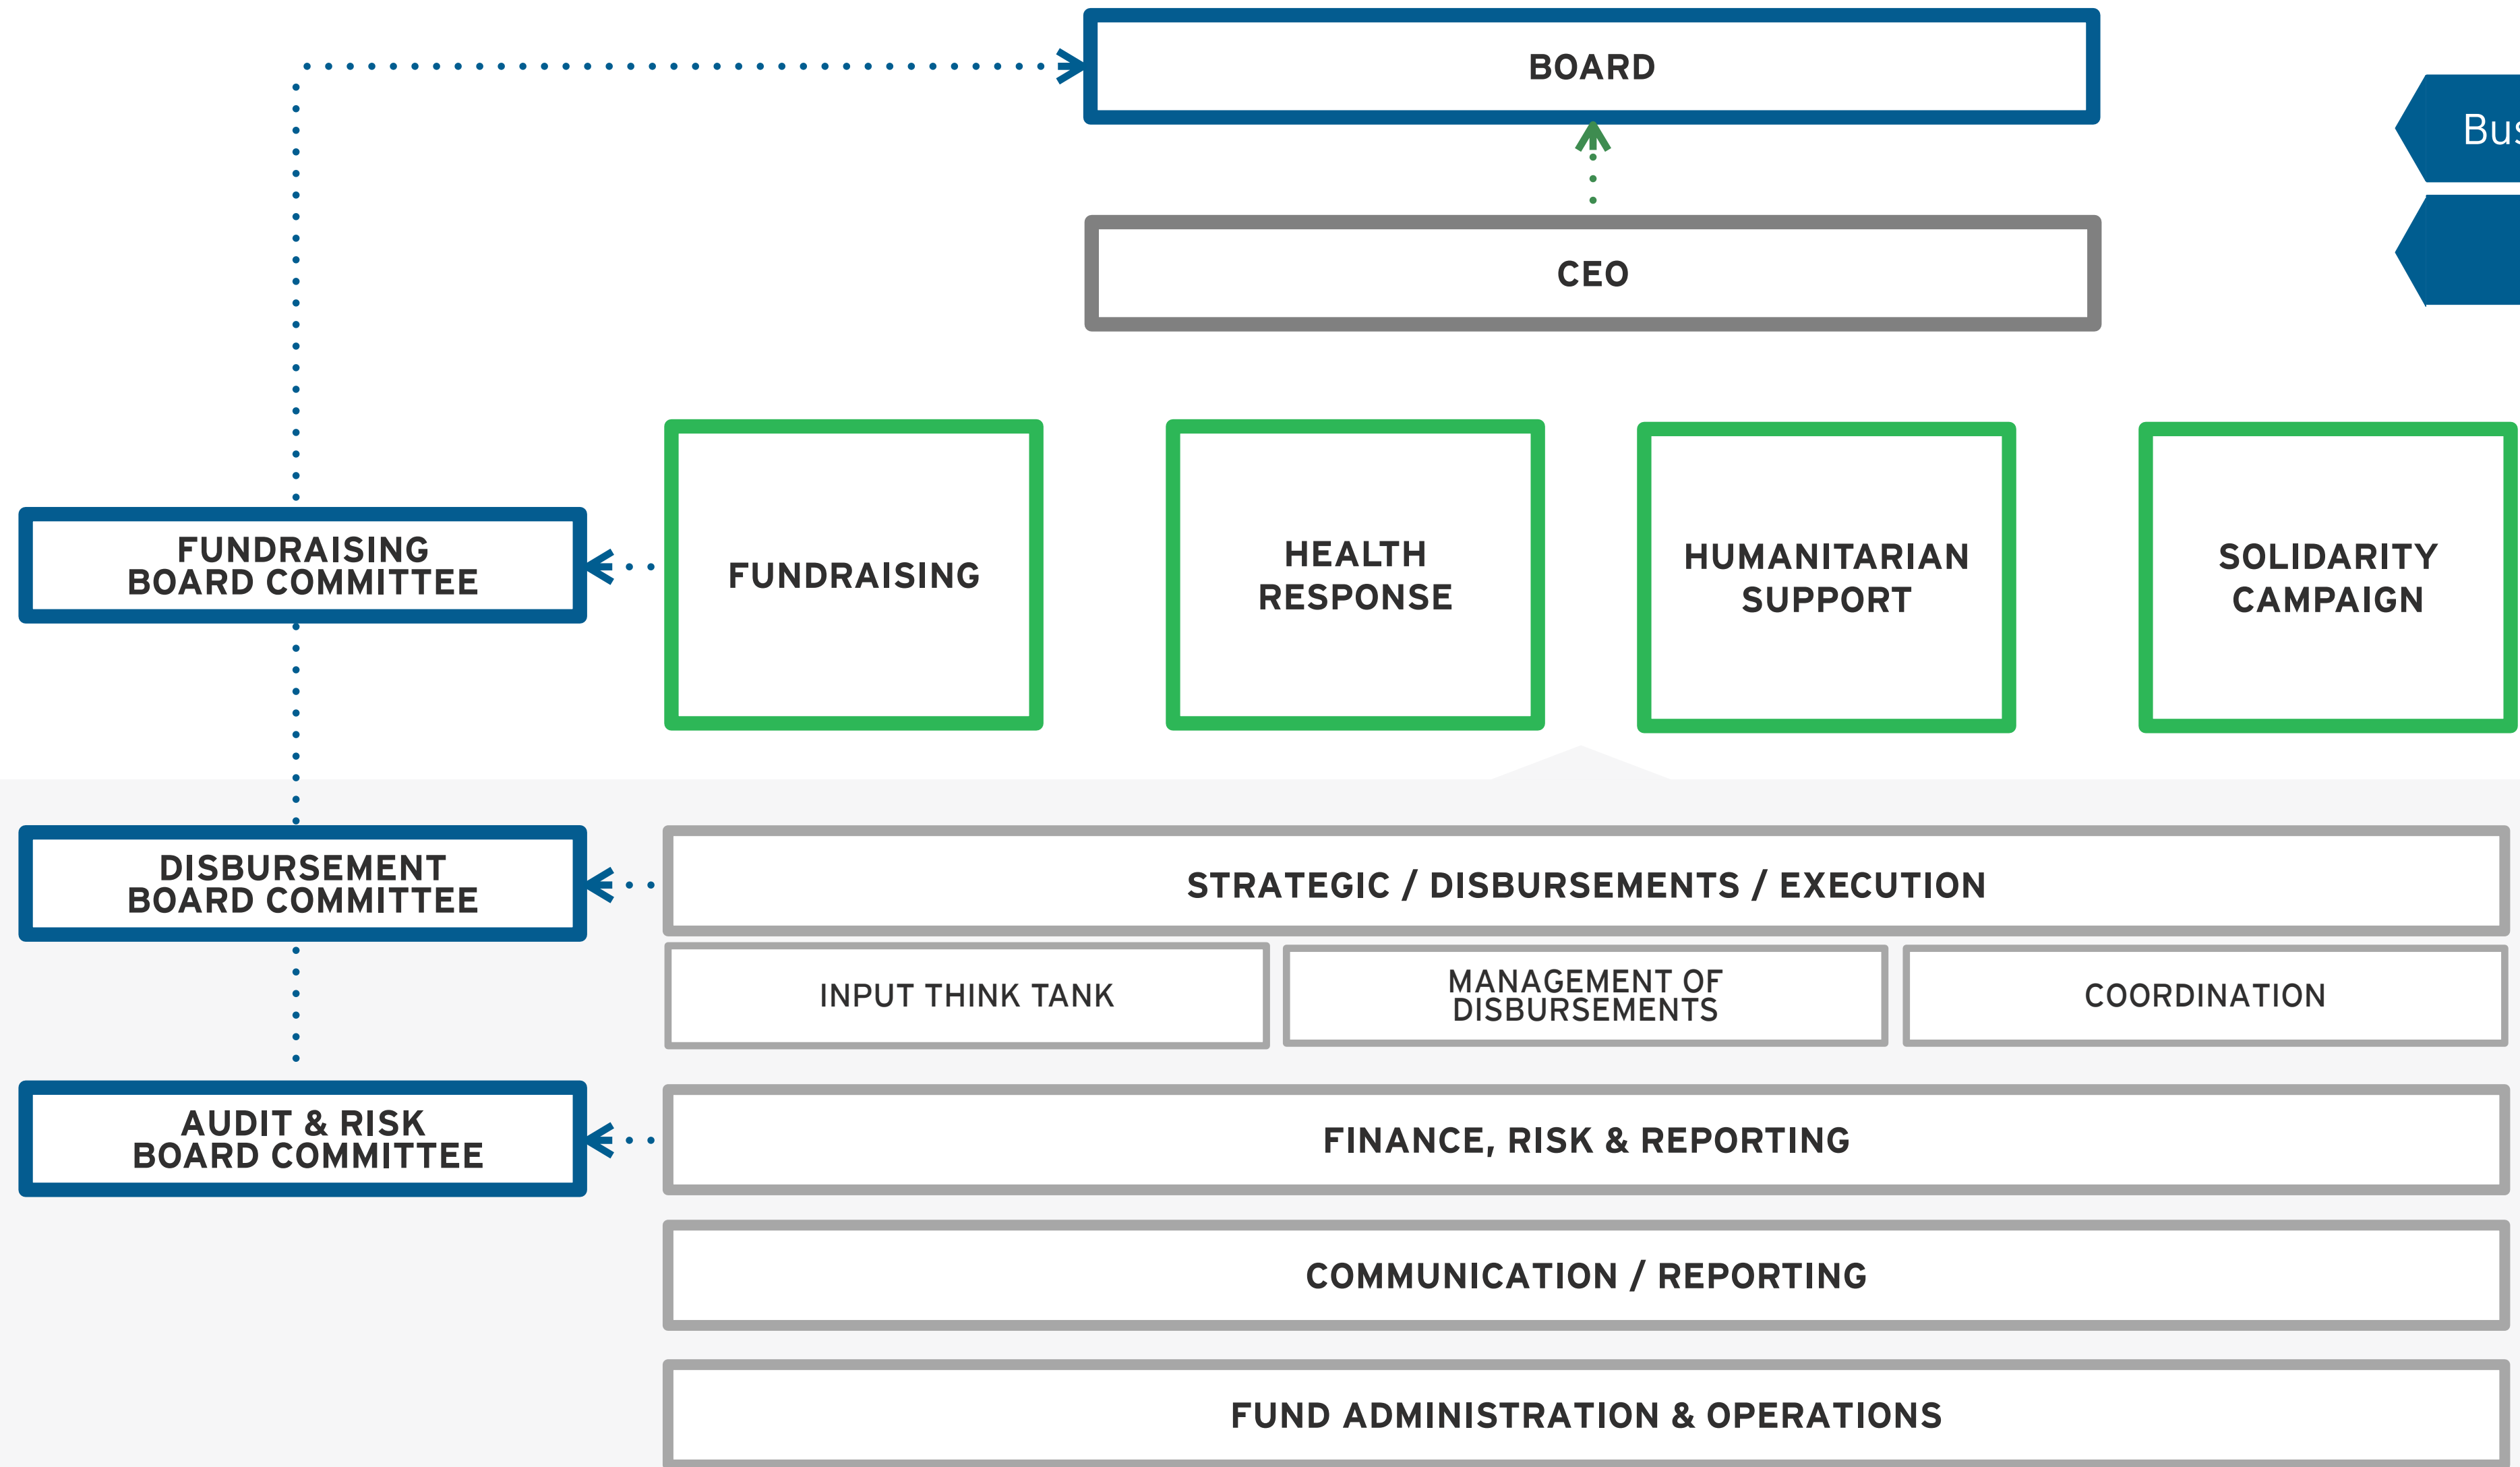 BOARD
CEO
FUNDRAISING
BOARD COMMITTEE
FUNDRAISING
HEALTH
RESPONSE
HUMANITARIAN
SUPPORT
SOLIDARITY
CAMPAIGN
DISBURSEMENT
BOARD COMMITTEE
STRATEGIC / DISBURSEMENTS / EXECUTION
INPUT THINK TANK
MANAGEMENT OF
DISBURSEMENTS
COORDINATION
AUDIT & RISK
BOARD COMMITTEE
FINANCE, RISK & REPORTING
COMMUNICATION / REPORTING
FUND ADMINISTRATION & OPERATIONS